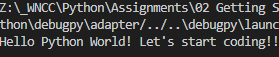 Z:\_WNCC\Python\Assignments\02 Getting S
thon\debugpy\adapter/../..\debugpy\launc
Hello Python World! Let's start coding!!